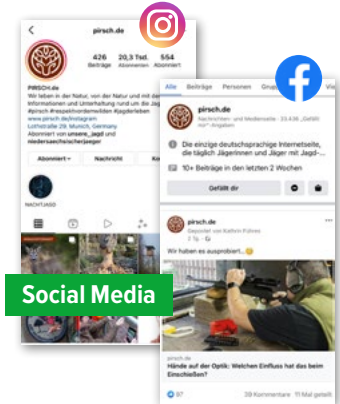 426 20,3 Tsd. 554
Beiträge Abonnenten Abonniert
PIRSCH.de
Wir leben in der Natur, von der Natur und mit de
Informationen und Unterhaltung rund um die Jag
#pirsch #respektvordemwilden #jagderleben
www.pirsch.de/instagram
Lothstraße 29, Munich, Germany
Abonniert von unsere_jagd und
niedersaechsischerjaeger
Abonniert Nachricht Ko
NACHTJAGD
Social Media
Alle Beiträge Personen Grup Vi
pirsch.de
Nachrichten- und Medienseite · 33.436 „Gefällt
mir“-Angaben
Die einzige deutschsprachige Internetseite,
die täglich Jägerinnen und Jäger mit Jagd-...
10+ Beiträge in den letzten 2 Wochen
Gefällt dir
pirsch.de
Gepostet von Kathrin Führes
Wir haben es ausprobiert...
pirsch.de
Hände auf der Optik: Welchen Einfluss hat das beim
Einschießen?
97 39 Kommentare 11 Mal geteilt